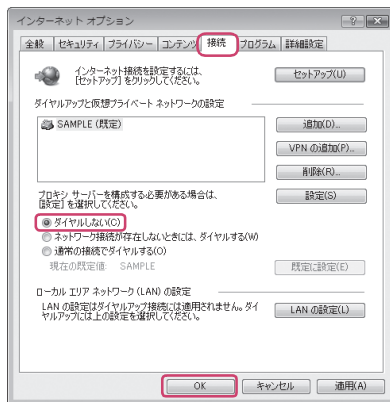 インターネット オプション
全般 セキュリティ プライバシー コンテンツ 接続 プログラム 詳細設定
インターネット接続を設定するには、
[セットアップ] をクリックしてください。
セットアップ(U)
ダイヤルアップと仮想プライベート ネットワークの設定
SAMPLE (既定)
追加(D)...
VPN の追加(P)...
削除(R)...
プロキシ サーバーを構成する必要がある場合は、
[設定] を選択してください。
設定(S)
ダイヤルしない(C)
ネットワーク接続が存在しないときには、ダイヤルする(W)
通常の接続でダイヤルする(O)
現在の既定値: SAMPLE
既定に設定(E)
ローカル エリア ネットワーク (LAN) の設定
LAN の設定はダイヤルアップ接続には適用されません。ダイ
ヤルアップには上の設定を選択してください。
LAN の設定(L)
OK キャンセル 適用(A)